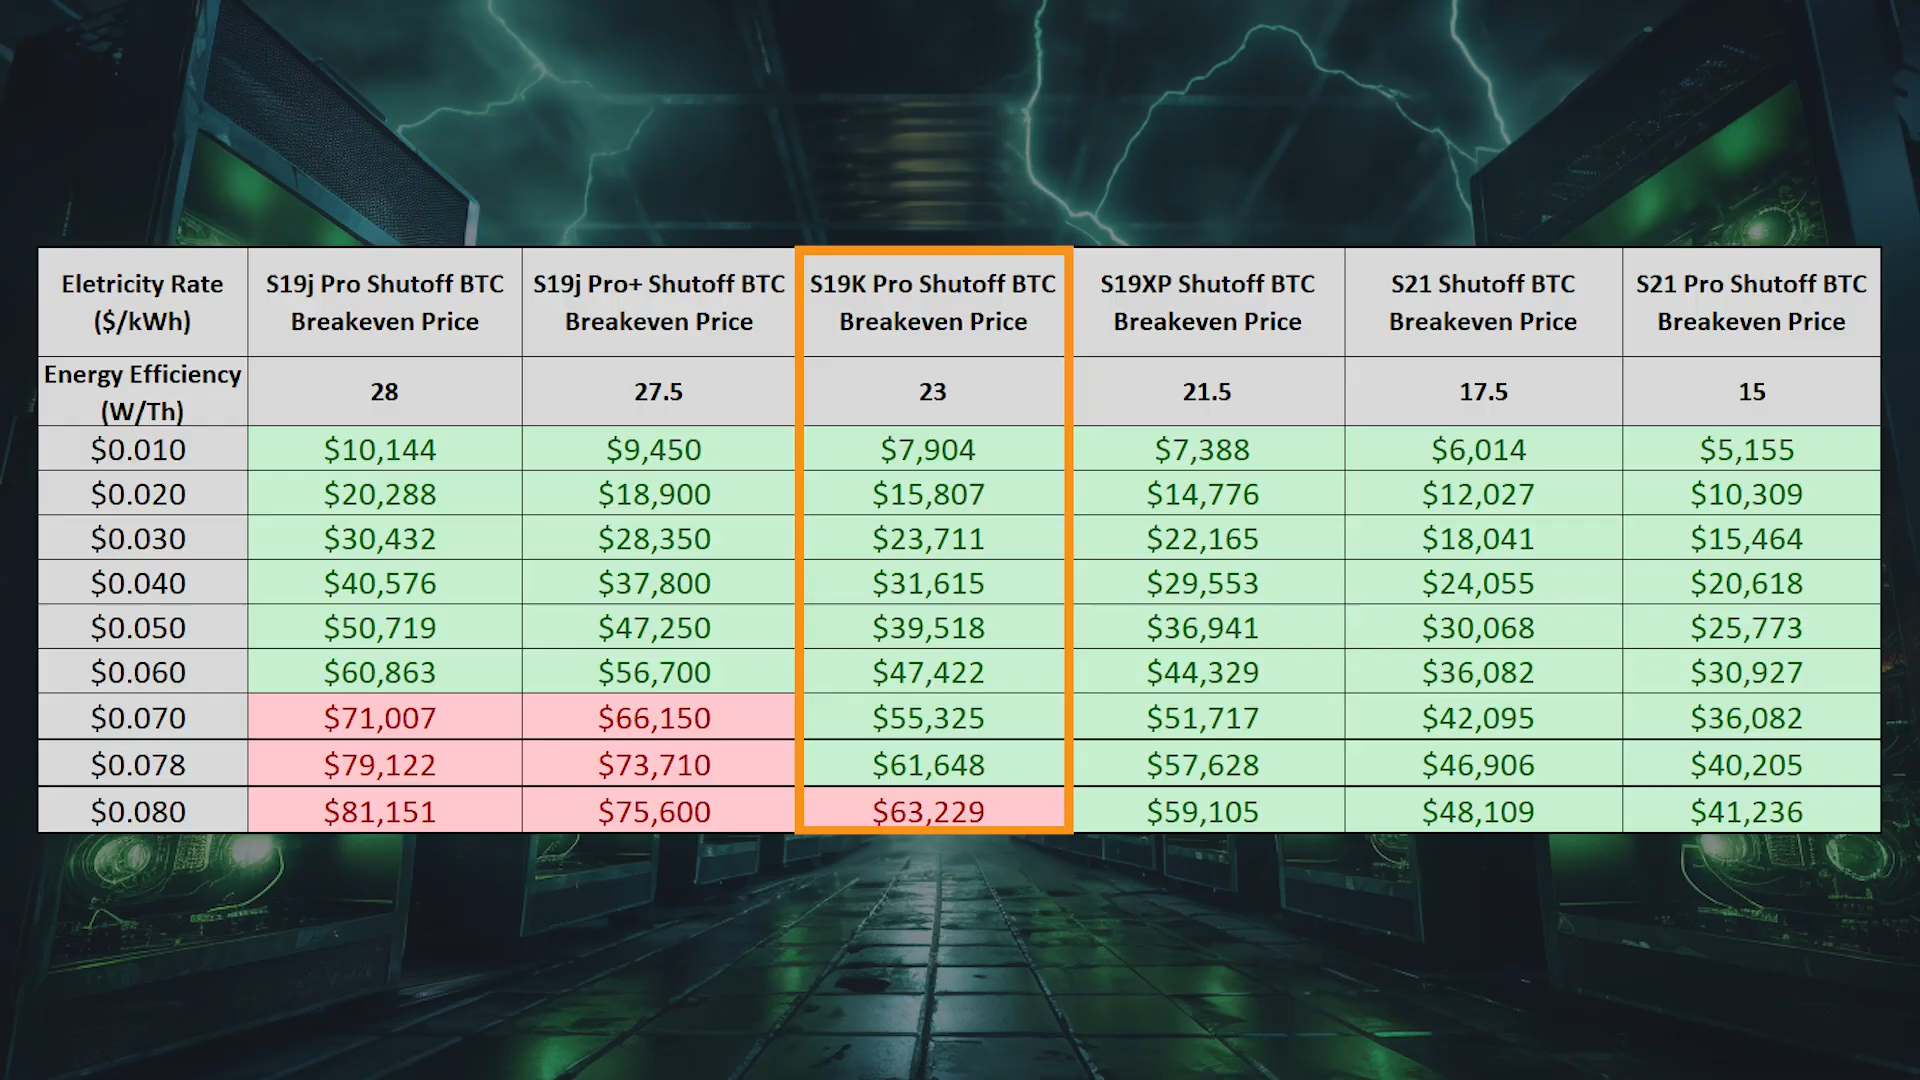 Eletricity Rate ($/kWh) S19j Pro Shutoff BTC Breakeven Price S19j Pro+ Shutoff BTC Breakeven Price S19K Pro Shutoff BTC Breakeven Price S19XP Shutoff BTC Breakeven Price S21 Shutoff BTC Breakeven Price S21 Pro Shutoff BTC Breakeven Price
Energy Efficiency (W/Th) 28 27.5 23 21.5 17.5 15
$0.010 $10,144 $9,450 $7,904 $7,388 $6,014 $5,155
$0.020 $20,288 $18,900 $15,807 $14,776 $12,027 $10,309
$0.030 $30,432 $28,350 $23,711 $22,165 $18,041 $15,464
$0.040 $40,576 $37,800 $31,615 $29,553 $24,055 $20,618
$0.050 $50,719 $47,250 $39,518 $36,941 $30,068 $25,773
$0.060 $60,863 $56,700 $47,422 $44,329 $36,082 $30,927
$0.070 $71,007 $66,150 $55,325 $51,717 $42,095 $36,082
$0.078 $79,122 $73,710 $61,648 $57,628 $46,906 $40,205
$0.080 $81,151 $75,600 $63,229 $59,105 $48,109 $41,236